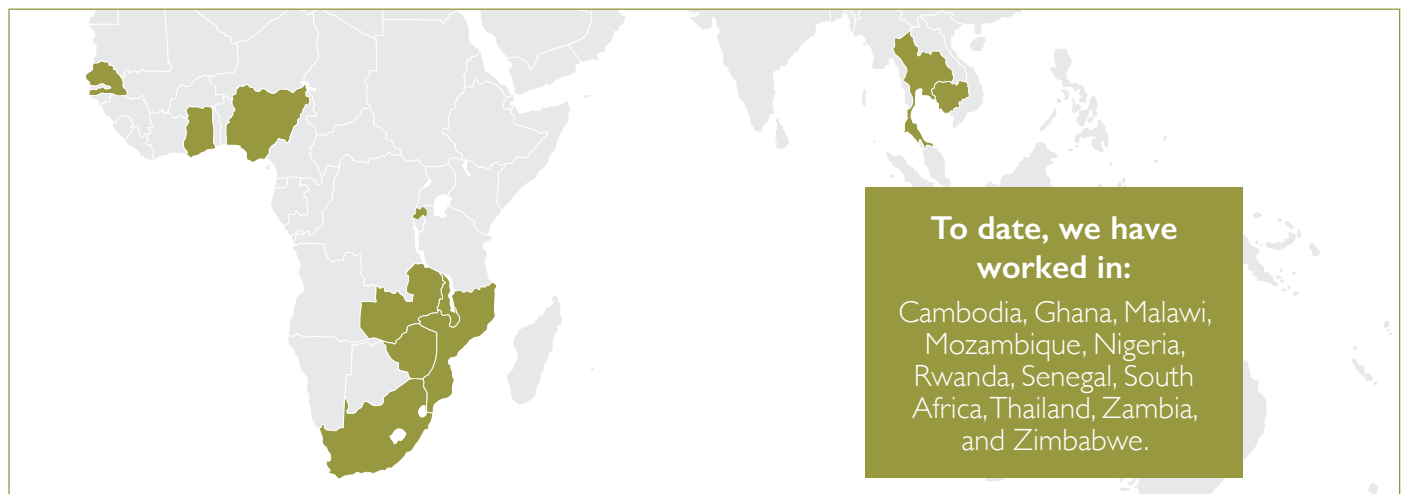 To date, we have
worked in:
Cambodia, Ghana, Malawi,
Mozambique, Nigeria,
Rwanda, Senegal, South
Africa, Thailand, Zambia,
and Zimbabwe.